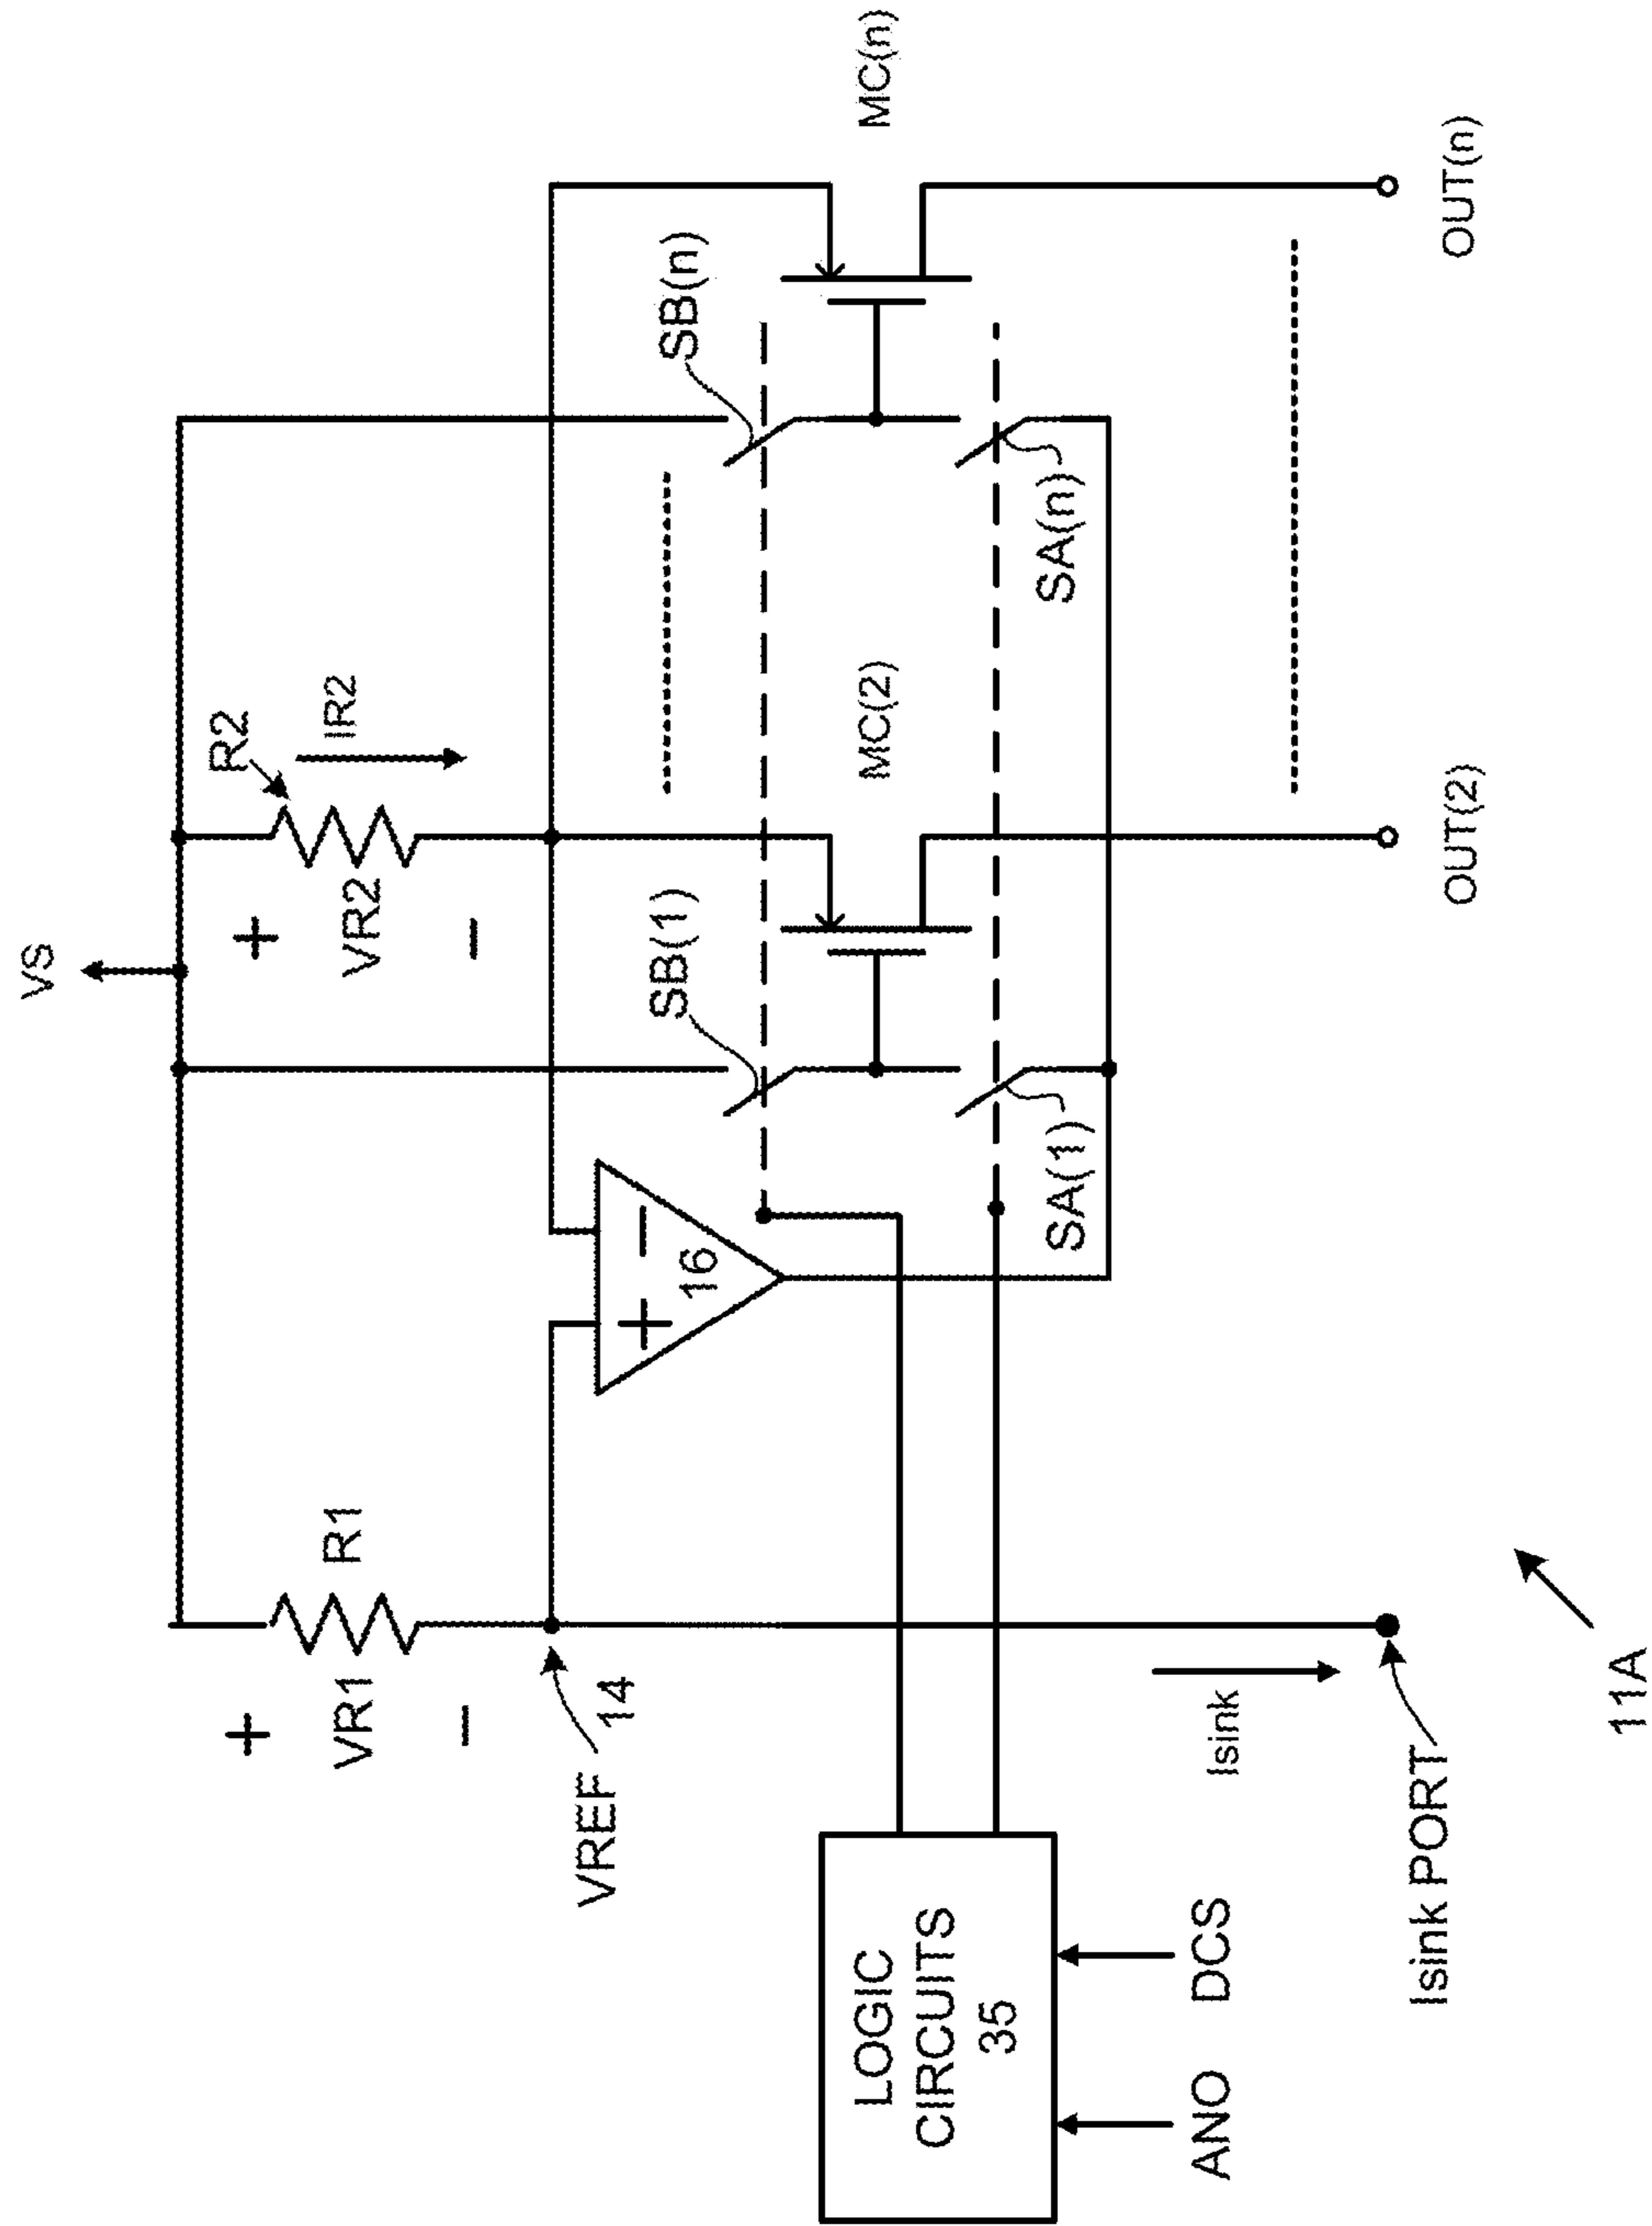 VS
R1
+
VR1
−
R2
IR2
+
VR2
−
VREF
14
+
−
16
SB(1)
SB(n)
MC(2)
MC(n)
SA(1)
SA(n)
LOGIC
CIRCUITS
35
ANO
DCS
Isink
Isink PORT
OUT(2)
OUT(n)
11A